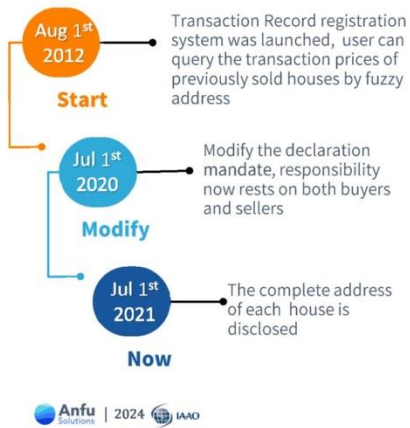 Aug 1st
2012
Start
Transaction Record registration
system was launched, user can
query the transaction prices of
previously sold houses by fuzzy
address
Jul 1st
2020
Modify
Modify the declaration
mandate, responsibility
now rests on both buyers
and sellers
Jul 1st
2021
Now
The complete address
of each house is
disclosed
Anfu
Solutions
2024
IAAO